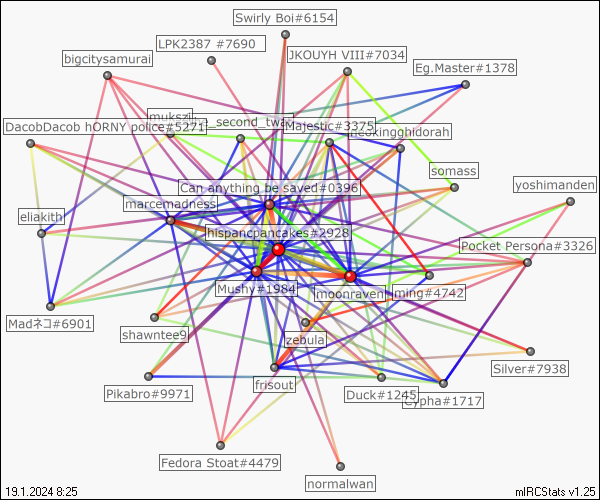 Swirly Boi#6154
LPK2387 #7690
bigcitysamurai
JKOUYH VIII#7034
Eg.Master#1378
_second_twa
DacobDacob hORNY police#5271
Majestic#3375
somass
Can anything be saved#0396
yoshimanden
marcemadness
eliakith
hispancpancakes#2928
Pocket Persona#3326
Mushy#1984
moonraven
ming#4742
Madネコ#6901
shawntee9
zebula
Silver#7938
frisout
Pikabro#9971
Duck#1245
Cypha#1717
Fedora Stoat#4479
normalwan
19.1.2024 8:25
mIRCStats v1.25